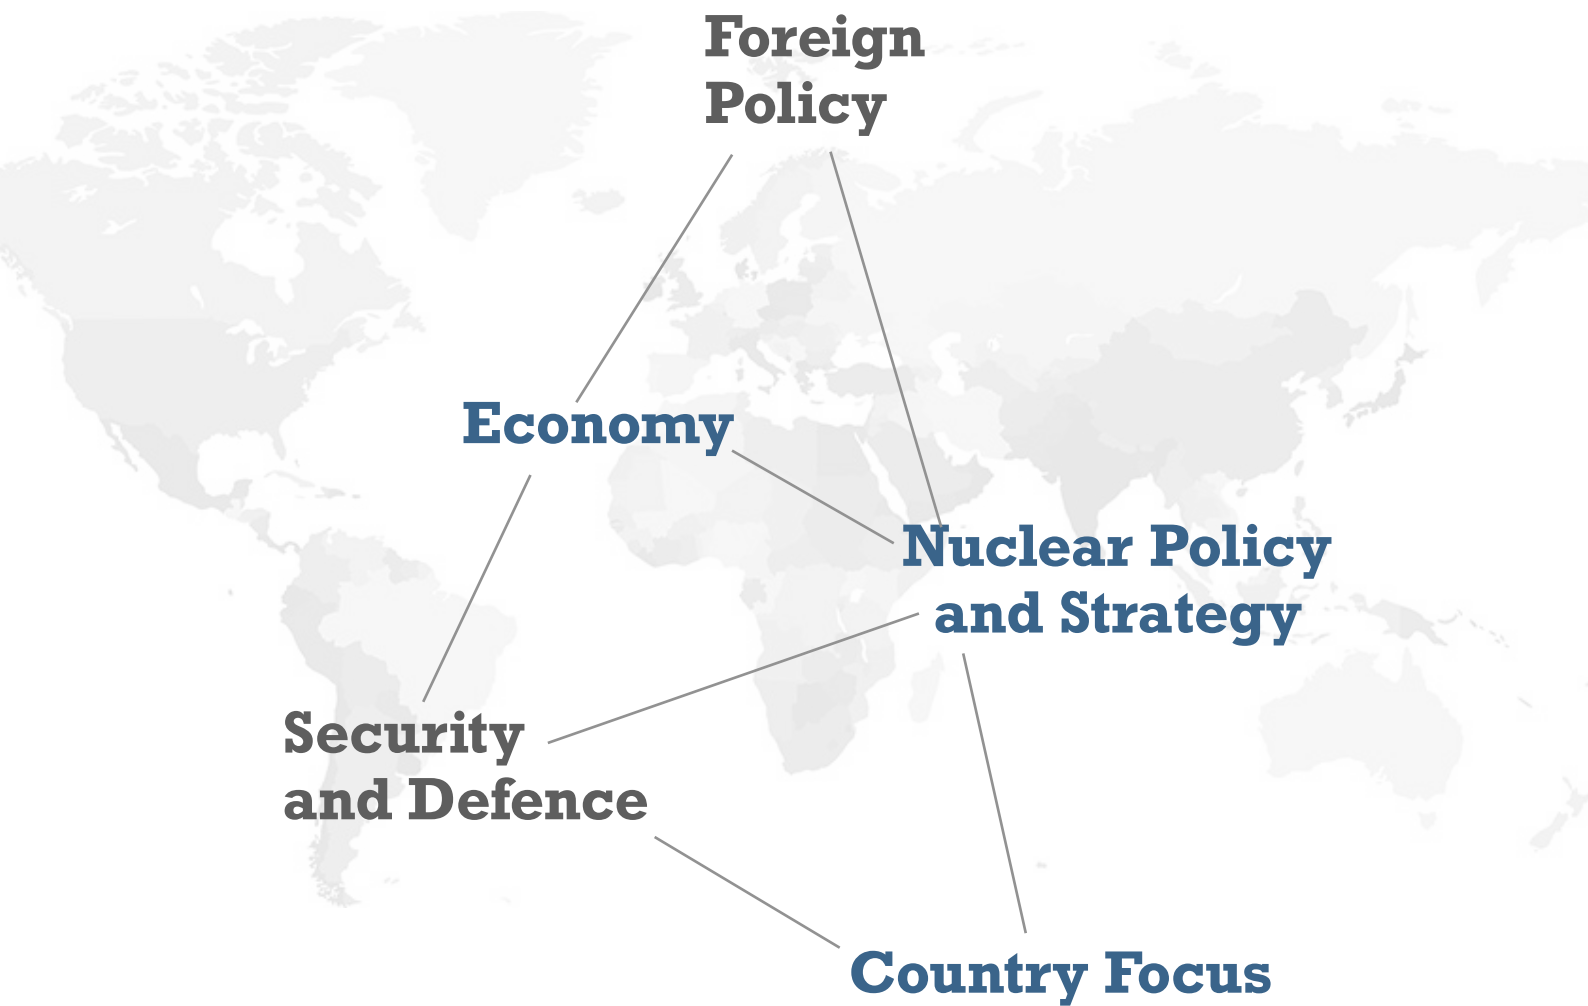 Foreign
Policy
Economy
Nuclear Policy
and Strategy
Security
and Defence
Country Focus